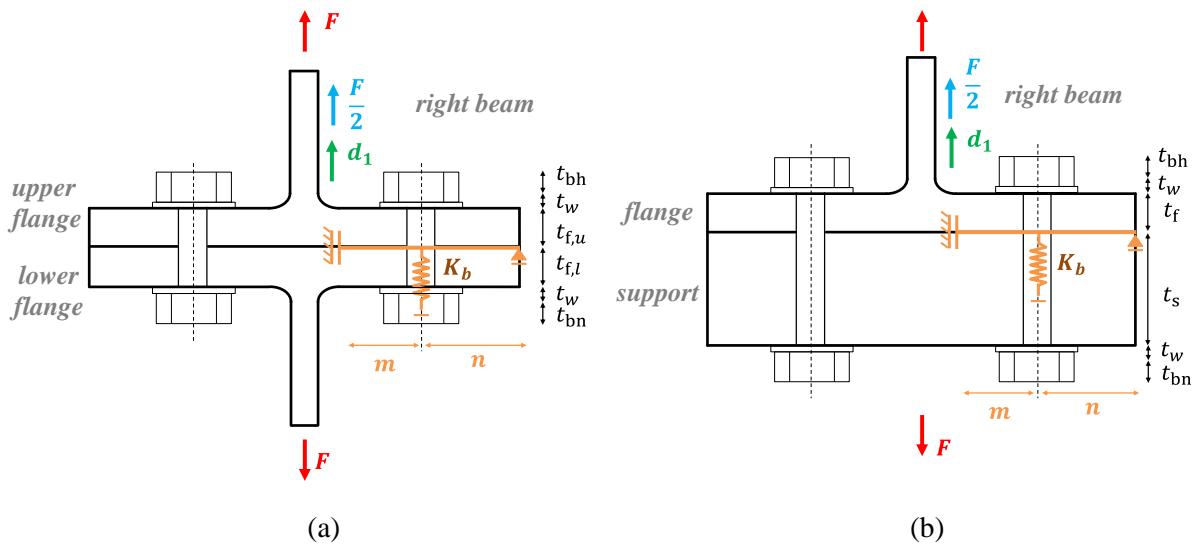 F
F
2
d₁
right beam
upper
flange
lower
flange
t_bh
t_w
t_f,u
t_f,l
t_w
t_bn
K_b
m
n
F
(a)
F
2
d₁
right beam
flange
support
t_bh
t_w
t_f
t_s
t_w
t_bn
K_b
m
n
F
(b)